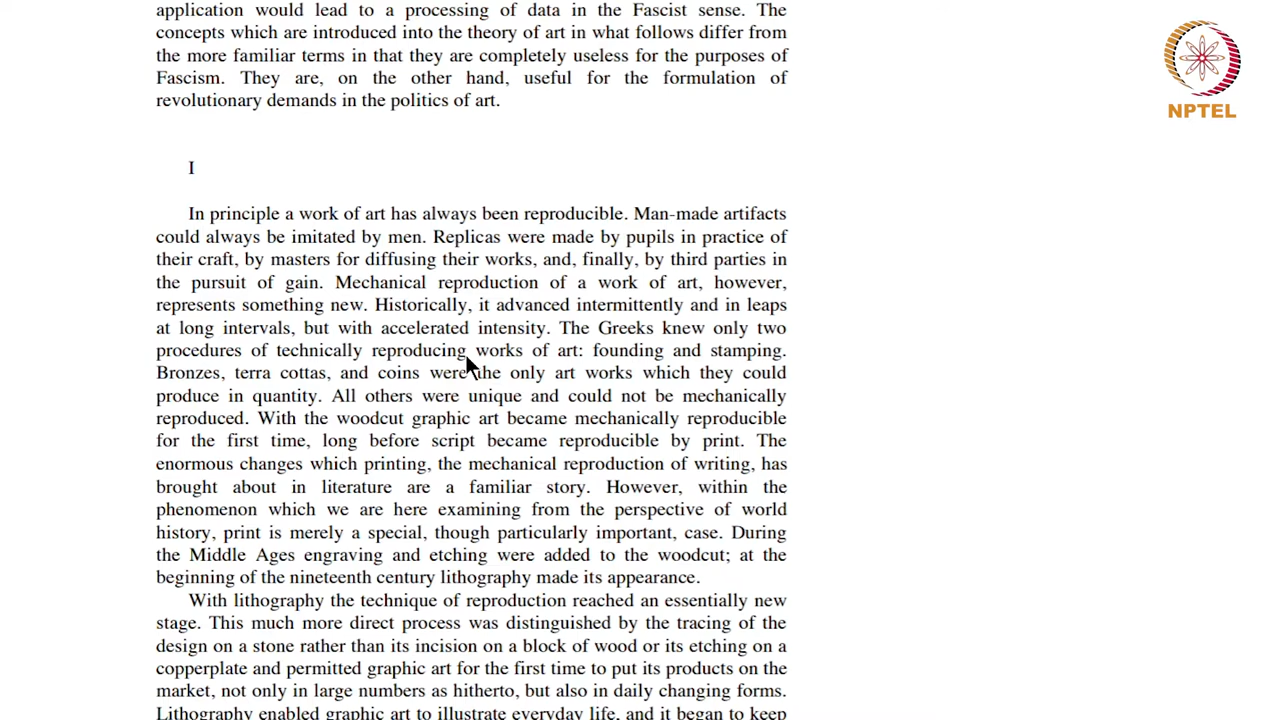 application would lead to a processing of data in the Fascist sense. The
concepts which are introduced into the theory of art in what follows differ from
the more familiar terms in that they are completely useless for the purposes of
Fascism. They are, on the other hand, useful for the formulation of
revolutionary demands in the politics of art.
I
In principle a work of art has always been reproducible. Man-made artifacts
could always be imitated by men. Replicas were made by pupils in practice of
their craft, by masters for diffusing their works, and, finally, by third parties in
the pursuit of gain. Mechanical reproduction of a work of art, however,
represents something new. Historically, it advanced intermittently and in leaps
at long intervals, but with accelerated intensity. The Greeks knew only two
procedures of technically reproducing works of art: founding and stamping.
Bronzes, terra cottas, and coins were the only art works which they could
produce in quantity. All others were unique and could not be mechanically
reproduced. With the woodcut graphic art became mechanically reproducible
for the first time, long before script became reproducible by print. The
enormous changes which printing, the mechanical reproduction of writing, has
brought about in literature are a familiar story. However, within the
phenomenon which we are here examining from the perspective of world
history, print is merely a special, though particularly important, case. During
the Middle Ages engraving and etching were added to the woodcut; at the
beginning of the nineteenth century lithography made its appearance.
With lithography the technique of reproduction reached an essentially new
stage. This much more direct process was distinguished by the tracing of the
design on a stone rather than its incision on a block of wood or its etching on a
copperplate and permitted graphic art for the first time to put its products on the
market, not only in large numbers as hitherto, but also in daily changing forms.
Lithography enabled graphic art to illustrate everyday life, and it began to keep
NPTEL